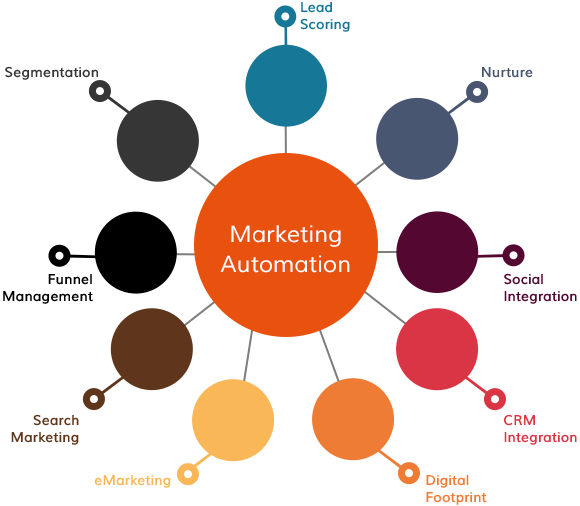 Lead
Scoring
Segmentation
Nurture
Marketing
Automation
Funnel
Management
Social
Integration
Search
Marketing
CRM
Integration
eMarketing
Digital
Footprint